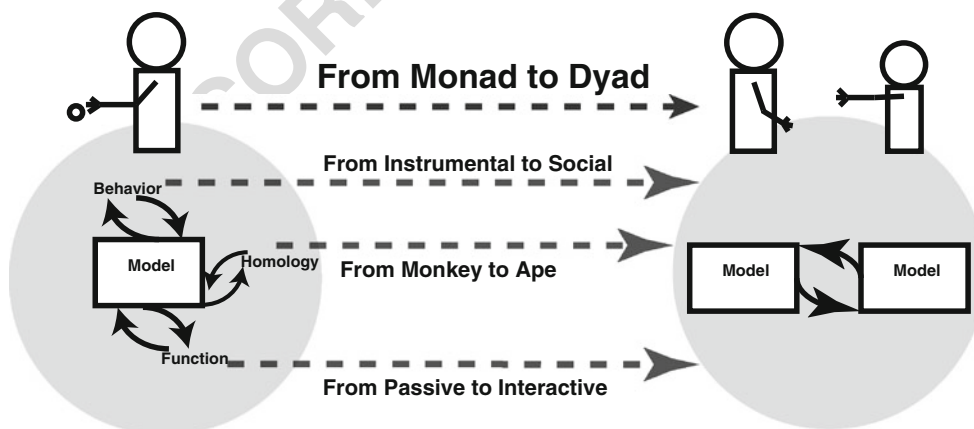 From Monad to Dyad
From Instrumental to Social
Behavior
Model
Homology
From Monkey to Ape
Model
Model
Function
From Passive to Interactive